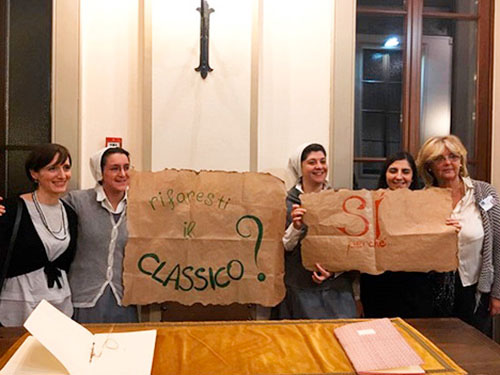 rifaresti
il
CLASSICO?
SI
perché